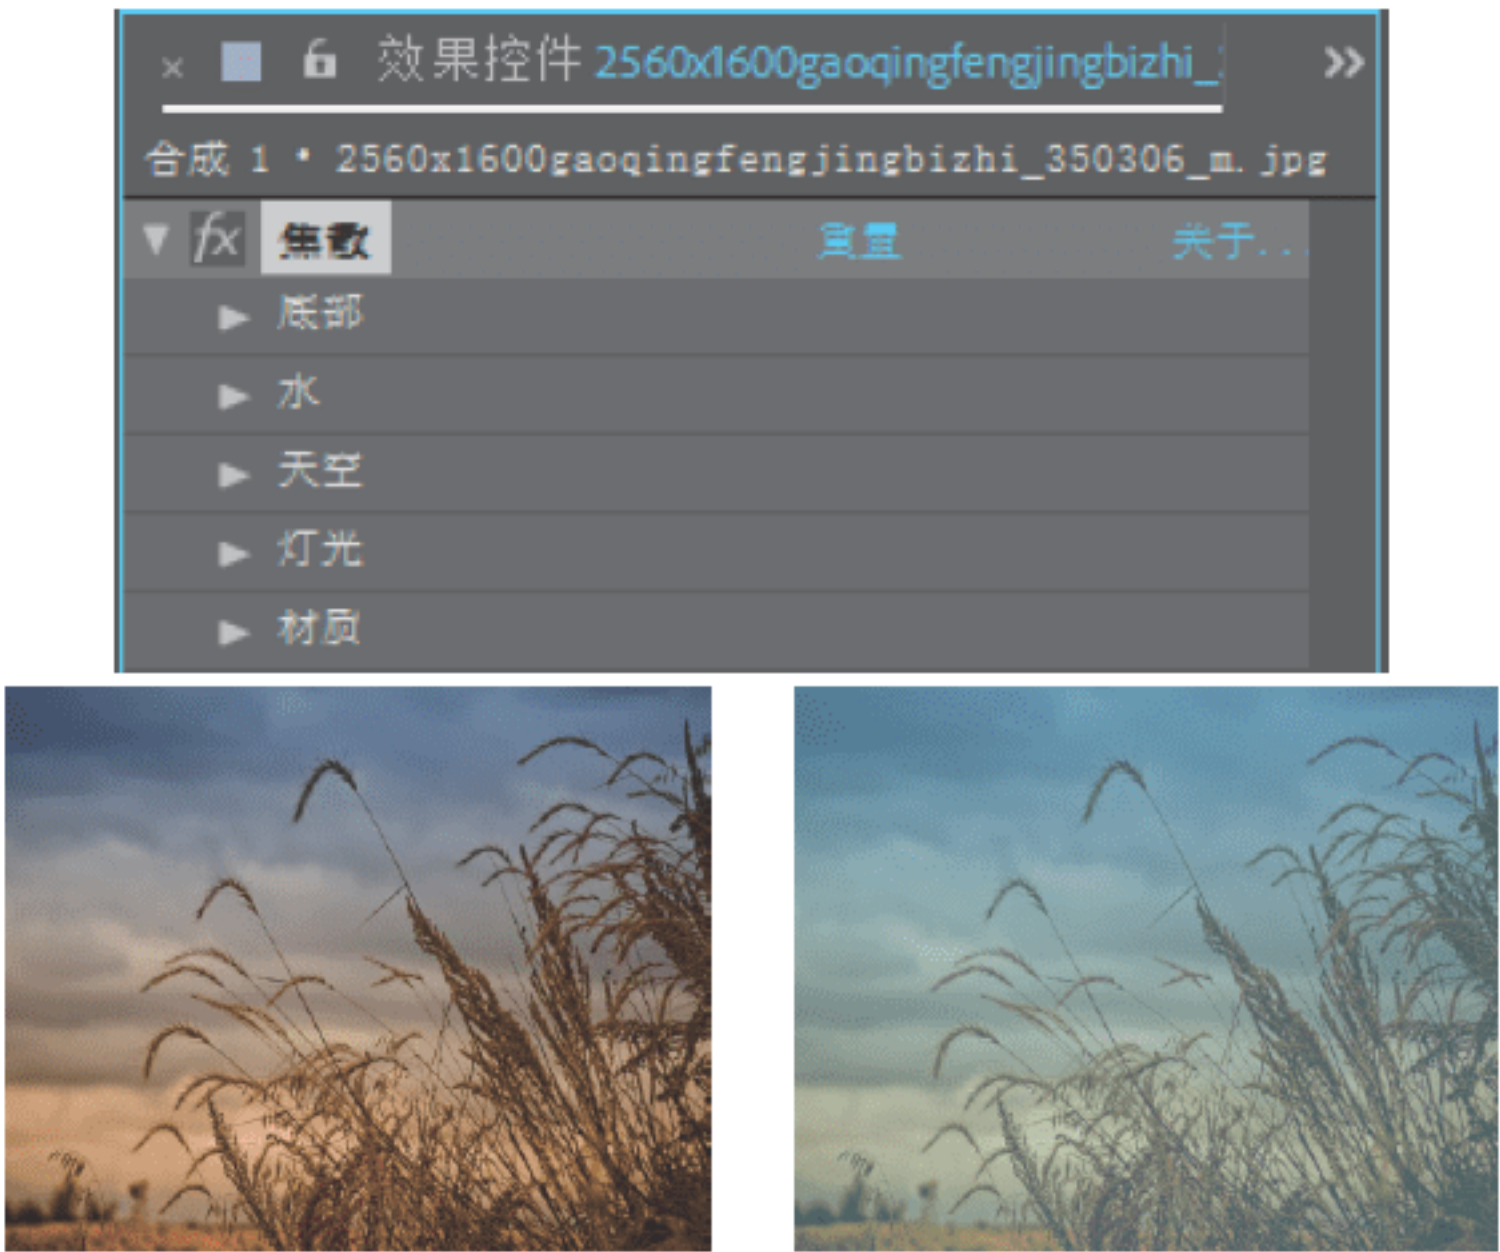 × 效果控件 2560x1600gaoqingfengjingbizhi_ »
合成 1 • 2560x1600gaoqingfengjingbizhi_350306_m.jpg
fx 焦散 重置 关于...
底部
水
天空
灯光
材质